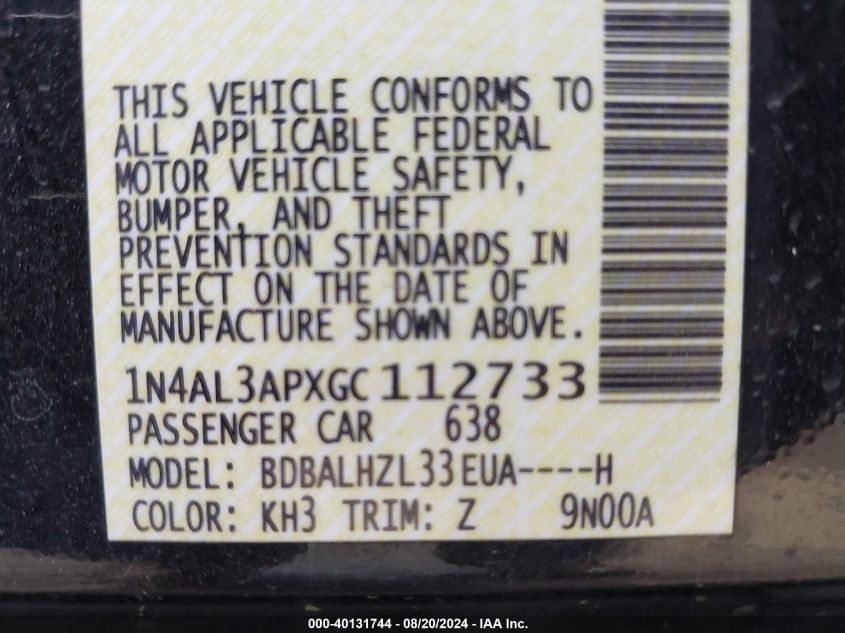 THIS VEHICLE CONFORMS TO
ALL APPLICABLE FEDERAL
MOTOR VEHICLE SAFETY,
BUMPER, AND THEFT
PREVENTION STANDARDS IN
EFFECT ON THE DATE OF
MANUFACTURE SHOWN ABOVE.
1N4AL3APXGC112733
PASSENGER CAR 638
MODEL: BDBALHZL33EUA----H
COLOR: KH3 TRIM: Z 9N00A
000-40131744 - 08/20/2024 - IAA Inc.